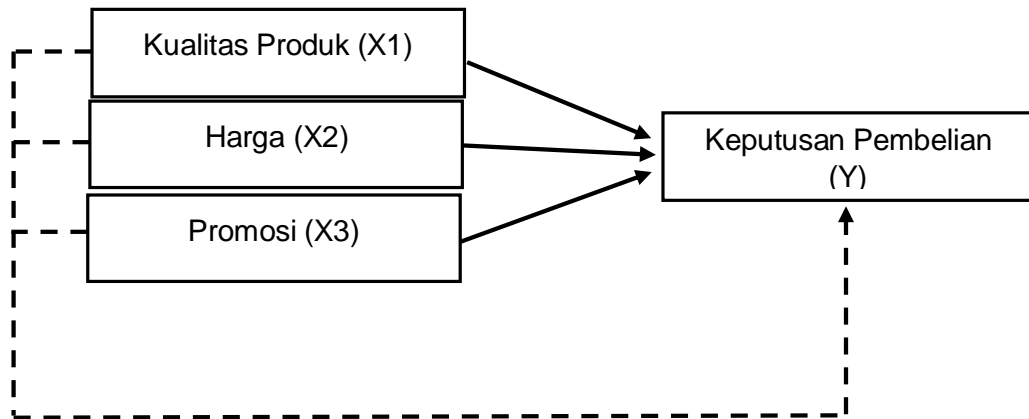 Kualitas Produk (X1)
Harga (X2)
Promosi (X3)
Keputusan Pembelian
(Y)